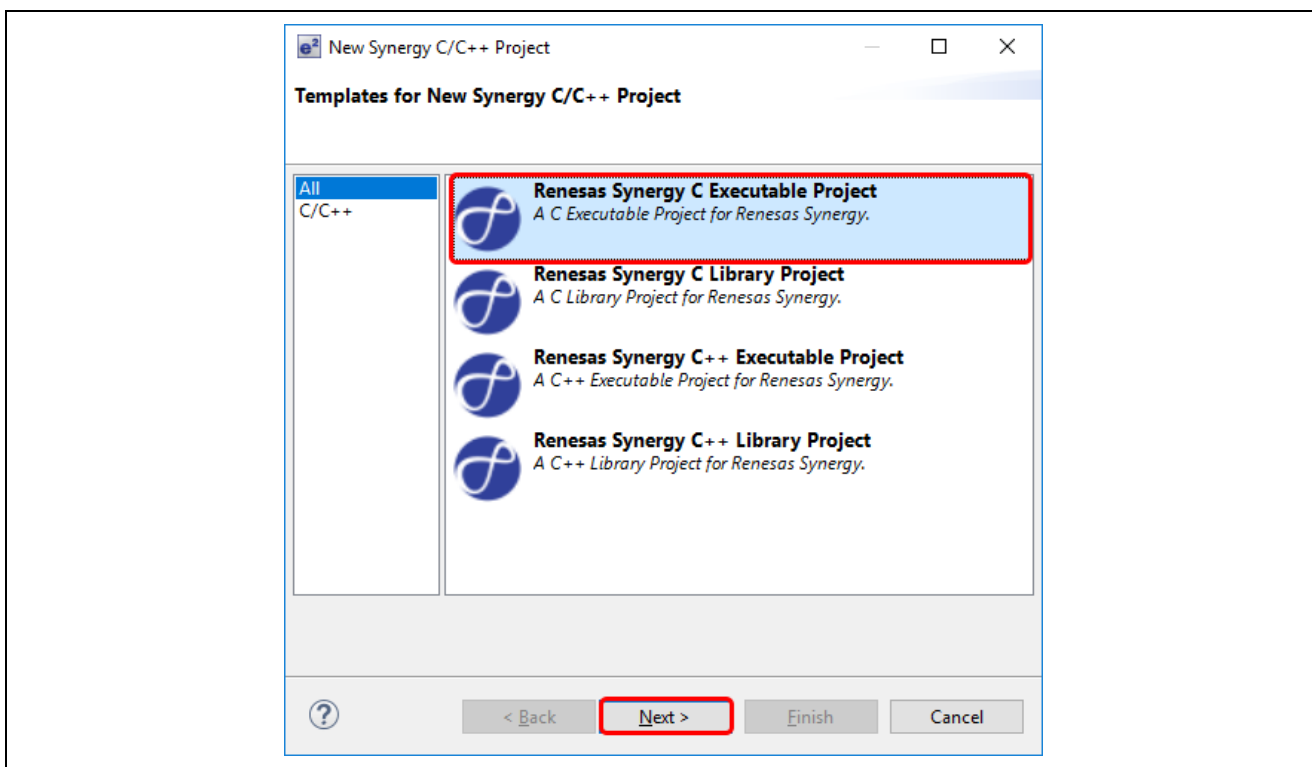 e² New Synergy C/C++ Project
Templates for New Synergy C/C++ Project
All
C/C++
Renesas Synergy C Executable Project
A C Executable Project for Renesas Synergy.
Renesas Synergy C Library Project
A C Library Project for Renesas Synergy.
Renesas Synergy C++ Executable Project
A C++ Executable Project for Renesas Synergy.
Renesas Synergy C++ Library Project
A C++ Library Project for Renesas Synergy.
? < Back Next > Finish Cancel